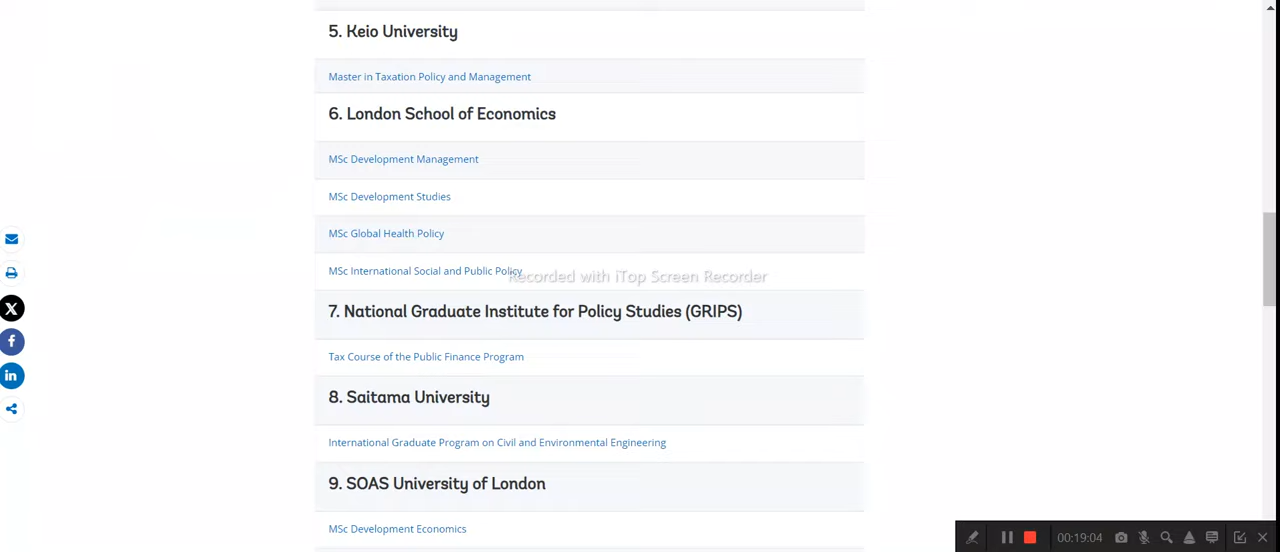 5. Keio University
Master in Taxation Policy and Management
6. London School of Economics
MSc Development Management
MSc Development Studies
MSc Global Health Policy
MSc International Social and Public Policy
Recorded with iTop Screen Recorder
7. National Graduate Institute for Policy Studies (GRIPS)
Tax Course of the Public Finance Program
8. Saitama University
International Graduate Program on Civil and Environmental Engineering
9. SOAS University of London
MSc Development Economics
00:19:04